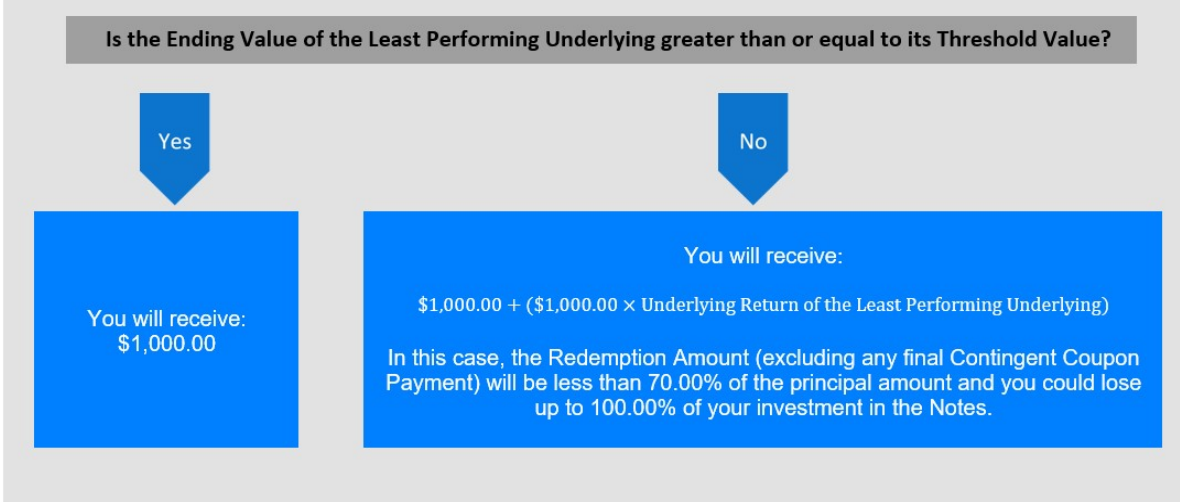 Is the Ending Value of the Least Performing Underlying greater than or equal to its Threshold Value?
Yes
No
You will receive:
$1,000.00
You will receive:
$1,000.00 + ($1,000.00 × Underlying Return of the Least Performing Underlying)
In this case, the Redemption Amount (excluding any final Contingent Coupon
Payment) will be less than 70.00% of the principal amount and you could lose
up to 100.00% of your investment in the Notes.